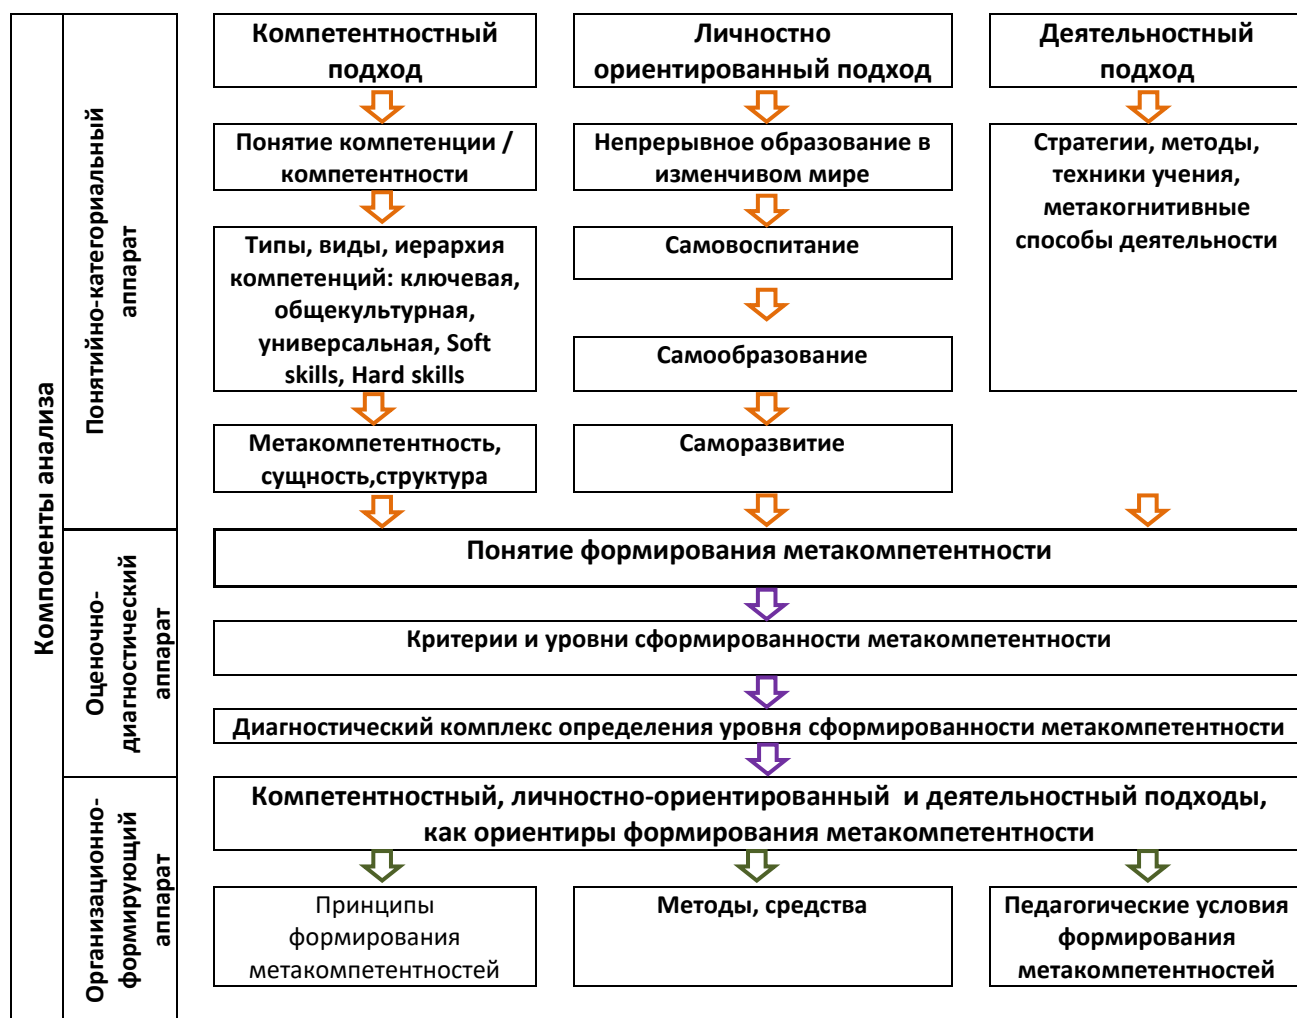 Компоненты анализа
Понятийно-категориальный
аппарат
Компетентностный
подход
Личностно
ориентированный подход
Деятельностный
подход
Понятие компетенции /
компетентности
Непрерывное образование в
изменчивом мире
Стратегии, методы,
техники учения,
метакогнитивные
способы деятельности
Типы, виды, иерархия
компетенций: ключевая,
общекультурная,
универсальная, Soft
skills, Hard skills
Самовоспитание
Самообразование
Метакомпетентность,
сущность,структура
Саморазвитие
Оценочно-
диагностический
аппарат
Понятие формирования метакомпетентности
Критерии и уровни сформированности метакомпетентности
Диагностический комплекс определения уровня сформированности метакомпетентности
Организационно-
формирующий
аппарат
Компетентностный, личностно-ориентированный и деятельностный подходы,
как ориентиры формирования метакомпетентности
Принципы
формирования
метакомпетентностей
Методы, средства
Педагогические условия
формирования
метакомпетентностей